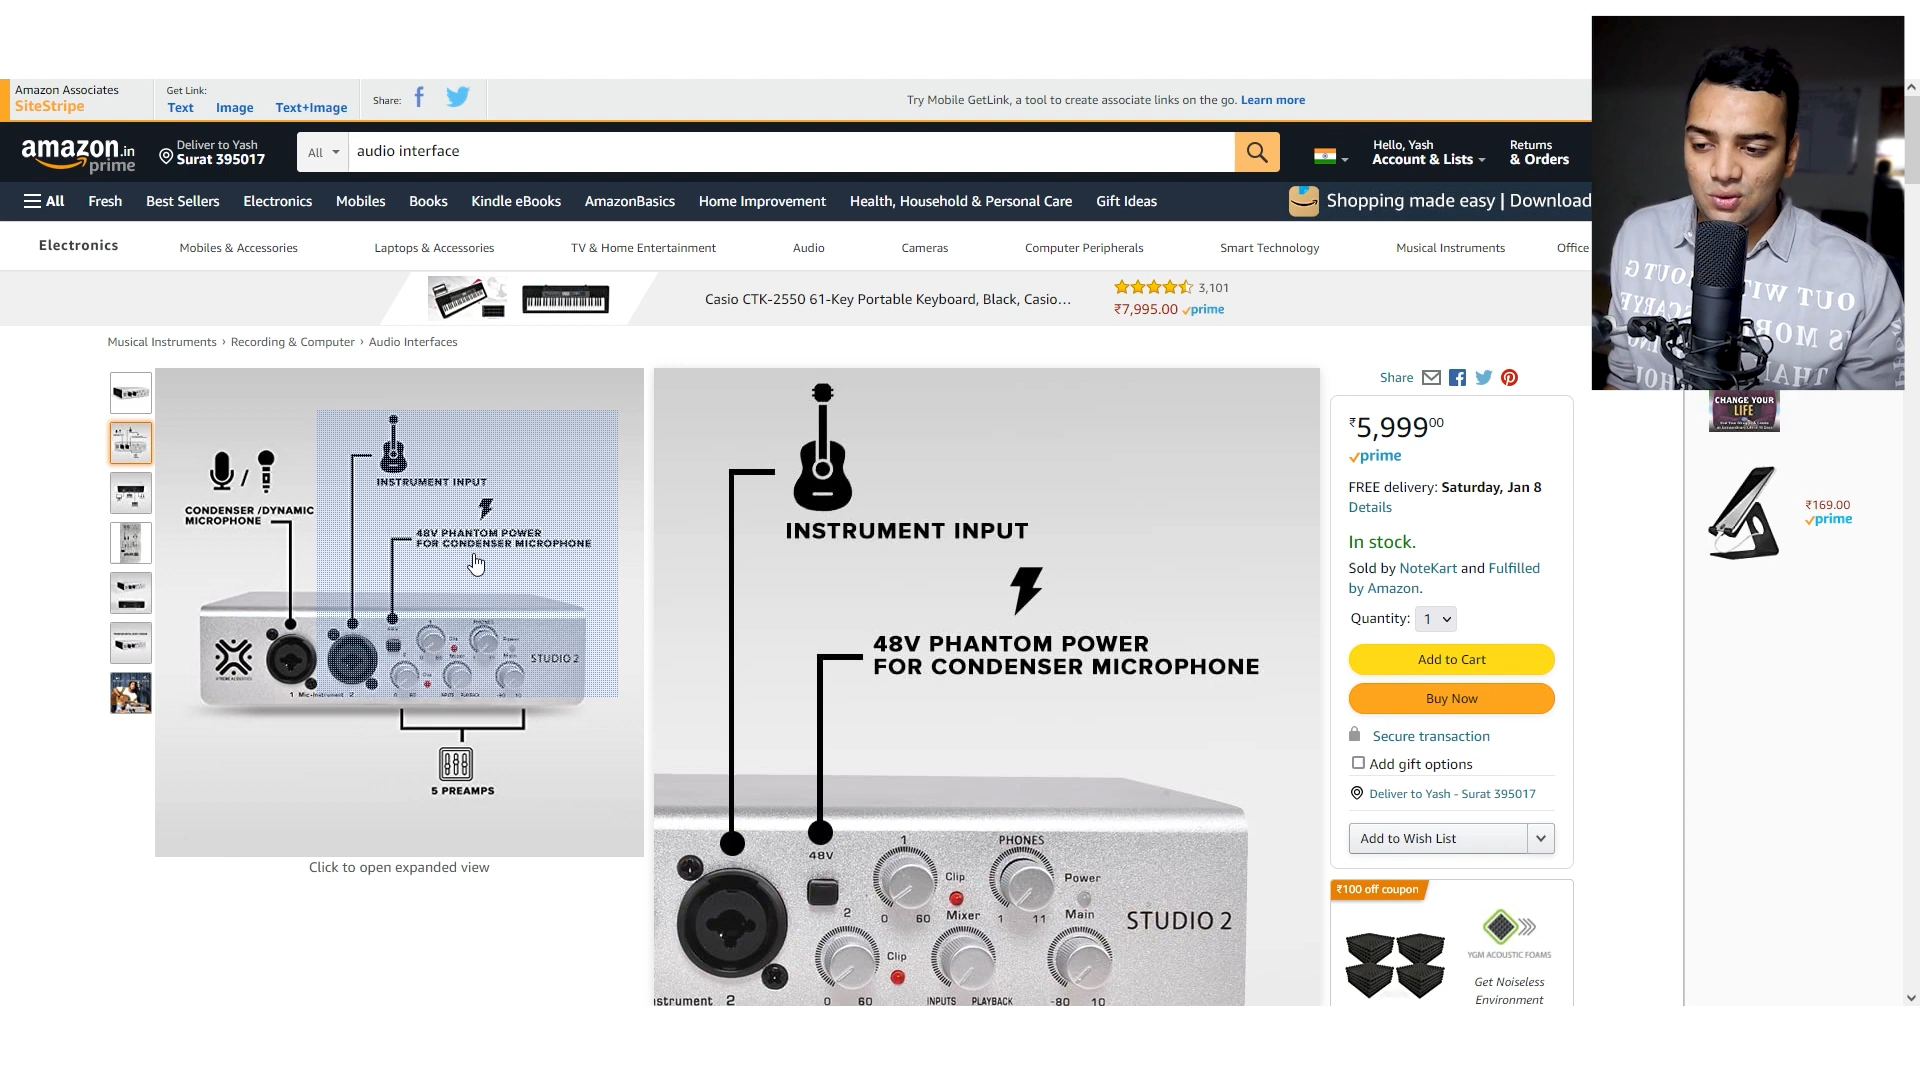 Amazon Associates
SiteStripe
Get Link:
Text Image Text+Image
Share:
Try Mobile GetLink, a tool to create associate links on the go. Learn more
amazon.in
prime
Deliver to Yash
Surat 395017
All
audio interface
Hello, Yash
Account & Lists
Returns
& Orders
All Fresh Best Sellers Electronics Mobiles Books Kindle eBooks AmazonBasics Home Improvement Health, Household & Personal Care Gift Ideas
Shopping made easy | Download
Electronics Mobiles & Accessories Laptops & Accessories TV & Home Entertainment Audio Cameras Computer Peripherals Smart Technology Musical Instruments Office
Casio CTK-2550 61-Key Portable Keyboard, Black, Casio...
3,101
₹7,995.00 prime
Musical Instruments › Recording & Computer › Audio Interfaces
CONDENSER /DYNAMIC
MICROPHONE
INSTRUMENT INPUT
48V PHANTOM POWER
FOR CONDENSER MICROPHONE
STUDIO 2
1 Mic-Instrument 2
5 PREAMPS
Click to open expanded view
INSTRUMENT INPUT
48V PHANTOM POWER
FOR CONDENSER MICROPHONE
48V
1
PHONES
Clip
Power
0 60
Mixer
1 11
Main
STUDIO 2
2
Clip
strument 2
0 60
INPUTS PLAYBACK
-80 10
Share
₹5,99900
prime
FREE delivery: Saturday, Jan 8
Details
In stock.
Sold by NoteKart and Fulfilled
by Amazon.
Quantity: 1
Add to Cart
Buy Now
Secure transaction
Add gift options
Deliver to Yash - Surat 395017
Add to Wish List
₹100 off coupon
YGM ACOUSTIC FOAMS
Get Noiseless
Environment
CHANGE YOUR
LIFE
₹169.00
prime